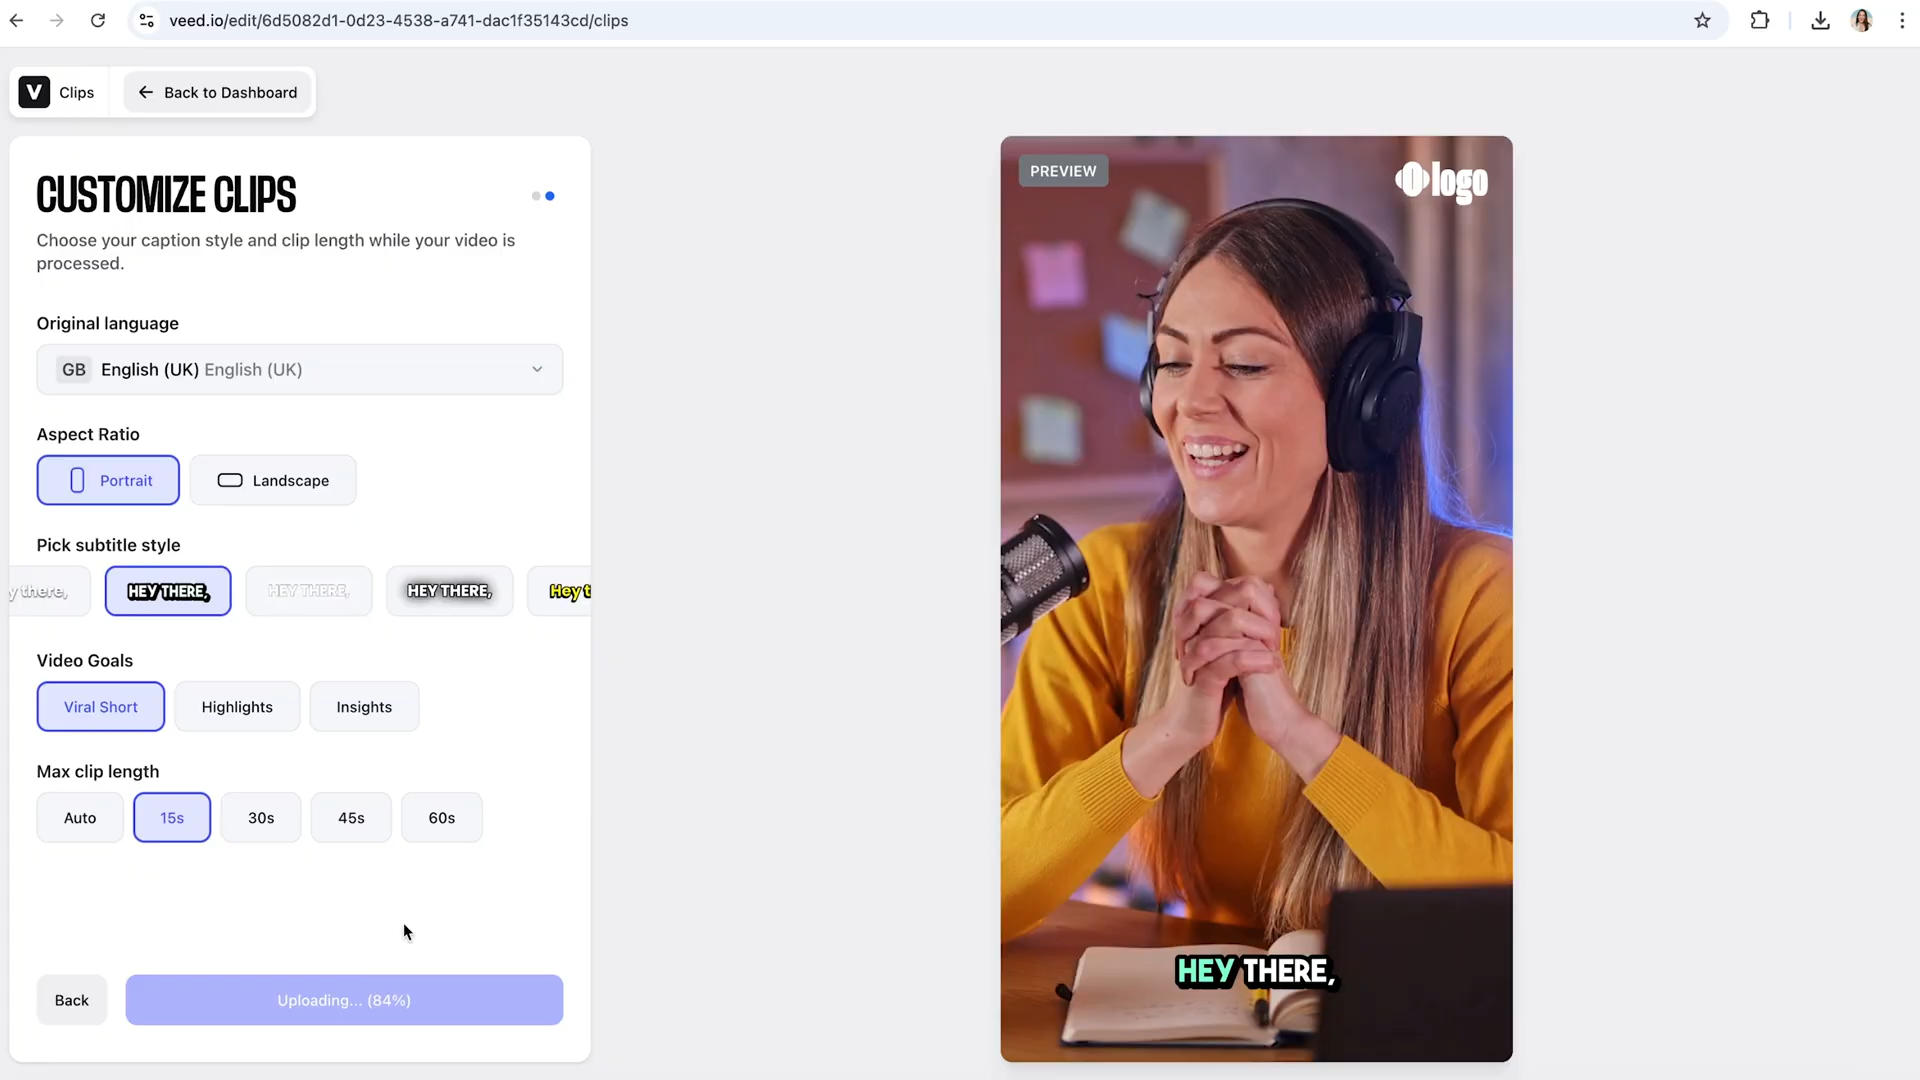 veed.io/edit/6d5082d1-0d23-4538-a741-dac1f35143cd/clips
V Clips
Back to Dashboard
CUSTOMIZE CLIPS
Choose your caption style and clip length while your video is
processed.
Original language
GB English (UK) English (UK)
Aspect Ratio
Portrait Landscape
Pick subtitle style
y there, HEY THERE, HEY THERE, HEY THERE, Hey t
Video Goals
Viral Short Highlights Insights
Max clip length
Auto 15s 30s 45s 60s
Back Uploading... (84%)
PREVIEW
logo
HEY THERE,